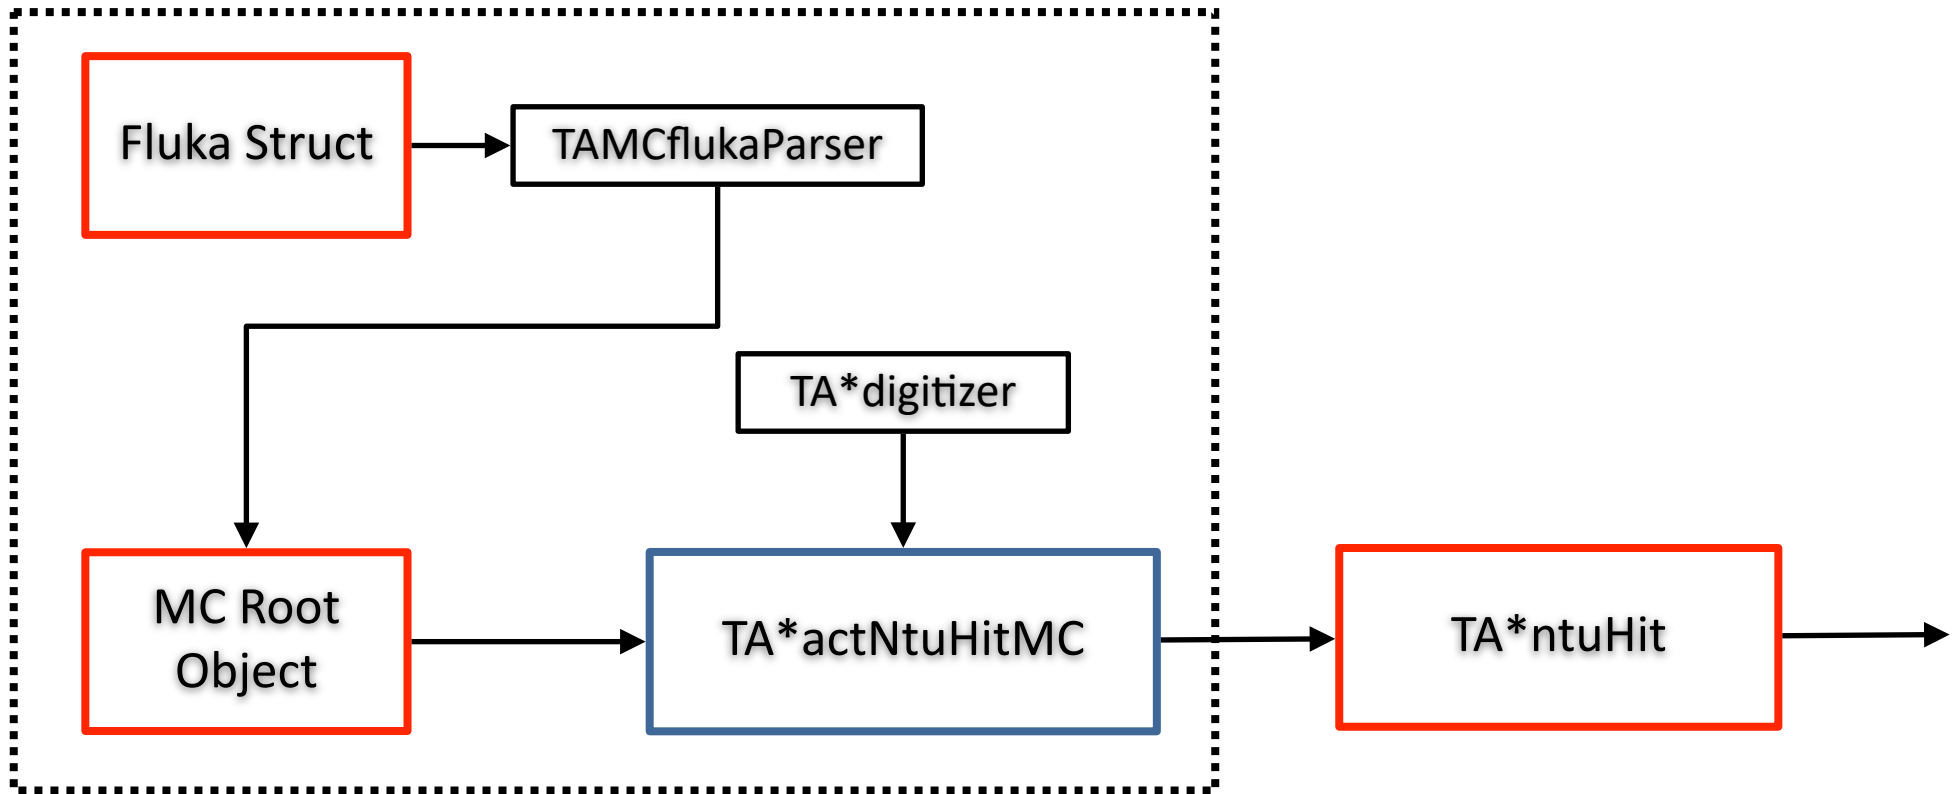 Fluka Struct
TAMCflukaParser
TA*digitizer
MC Root
Object
TA*actNtuHitMC
TA*ntuHit